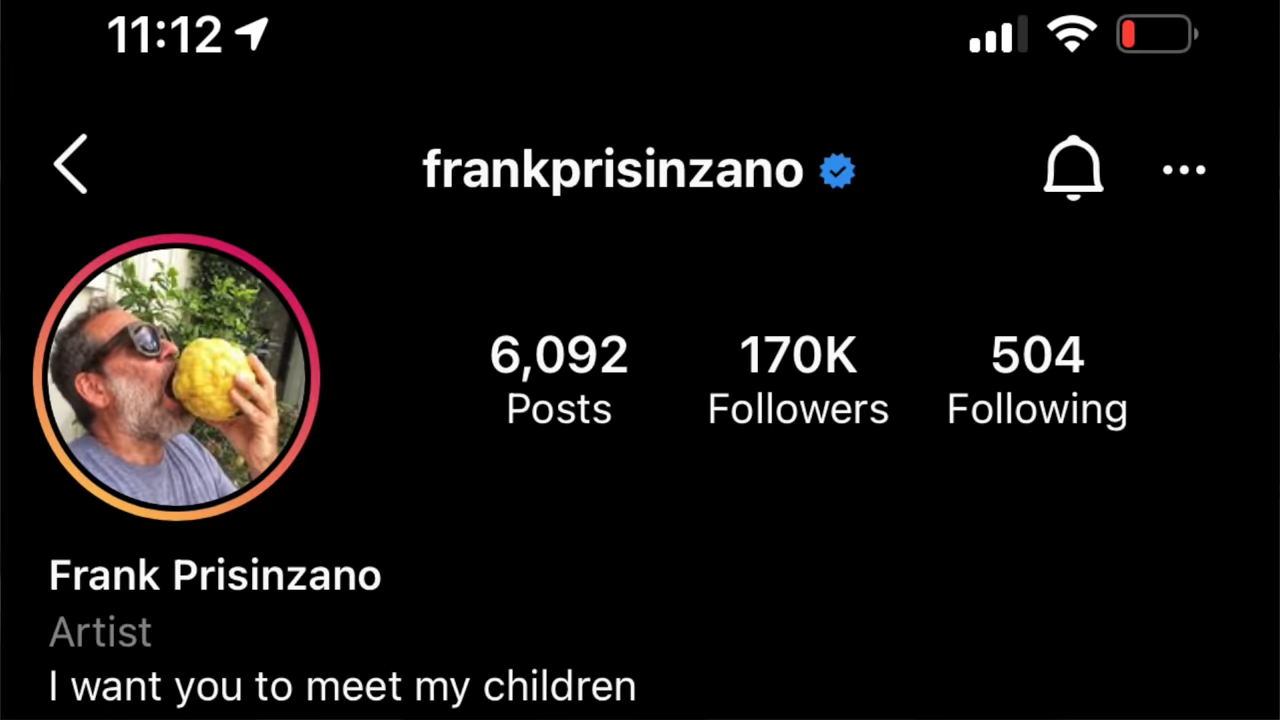 11:12
frankprisinzano
6,092 170K 504
Posts Followers Following
Frank Prisinzano
Artist
I want you to meet my children